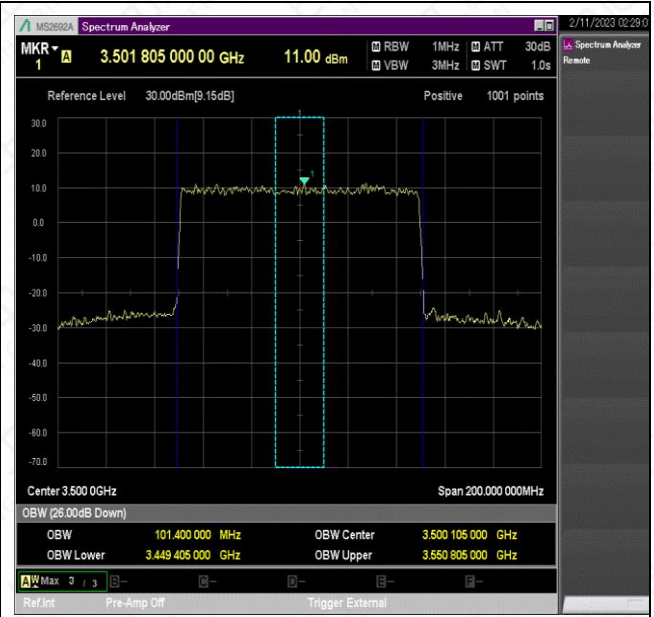 MS2692A Spectrum Analyzer
2/11/2023 02:29:0
MKR A 3.501 805 000 00 GHz 11.00 dBm M RBW 1MHz M ATT 30dB
1 M VBW 3MHz M SWT 1.0s
Spectrum Analyzer
Remote
Reference Level 30.00dBm[9.15dB] Positive 1001 points
1
30.0
20.0
1
10.0
0.0
-10.0
-20.0
-30.0
-40.0
-50.0
-60.0
-70.0
Center 3.500 0GHz Span 200.000 000MHz
OBW (26.00dB Down)
OBW 101.400 000 MHz OBW Center 3.500 105 000 GHz
OBW Lower 3.449 405 000 GHz OBW Upper 3.550 805 000 GHz
A W Max 3 / 3 B- C- D- E- F-
Ref.Int Pre-Amp Off Trigger External